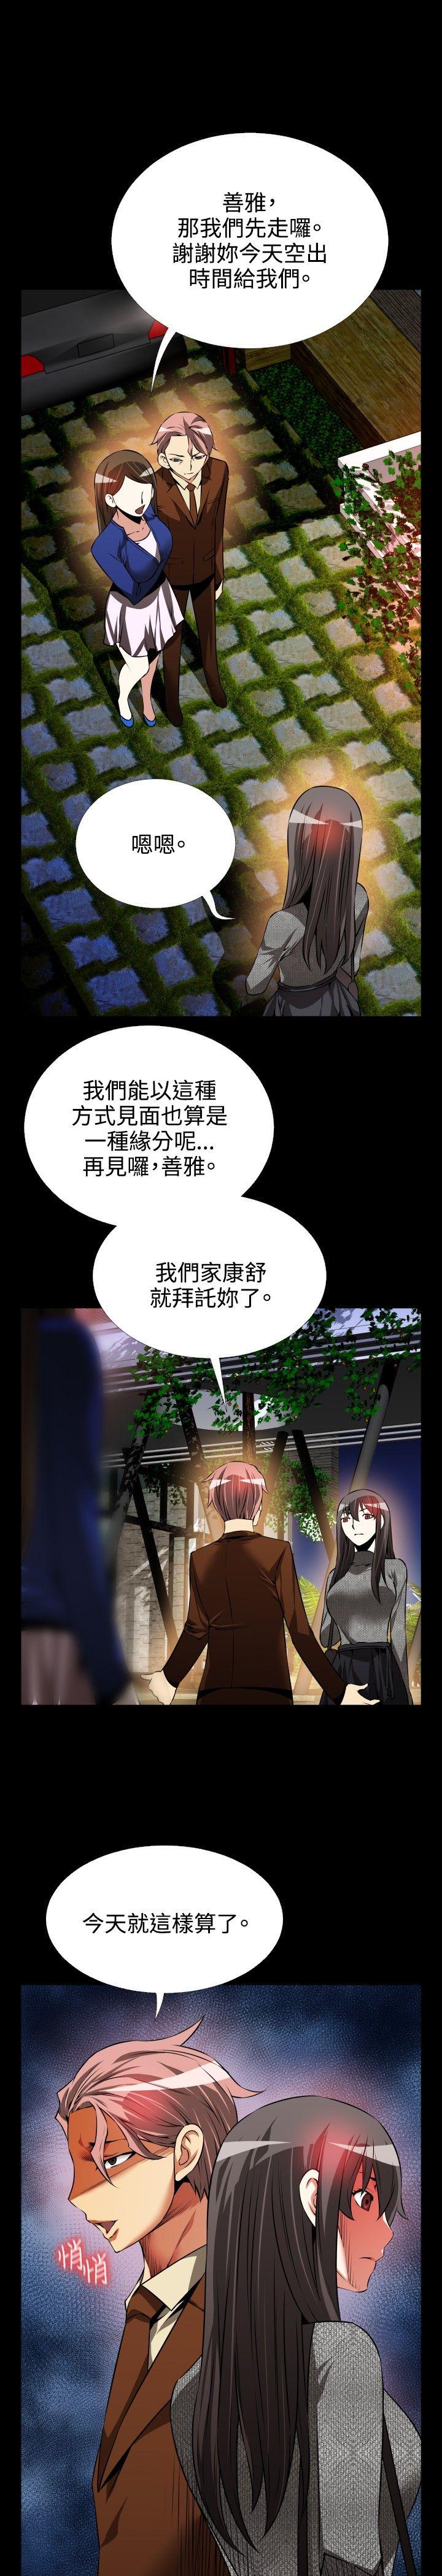 善雅，
那我們先走囉。
謝謝妳今天空出
時間給我們。
嗯嗯。
我們能以這種
方式見面也算是
一種緣分呢...
再見囉，善雅。
我們家康舒
就拜託妳了。
今天就這樣算了。
悄悄